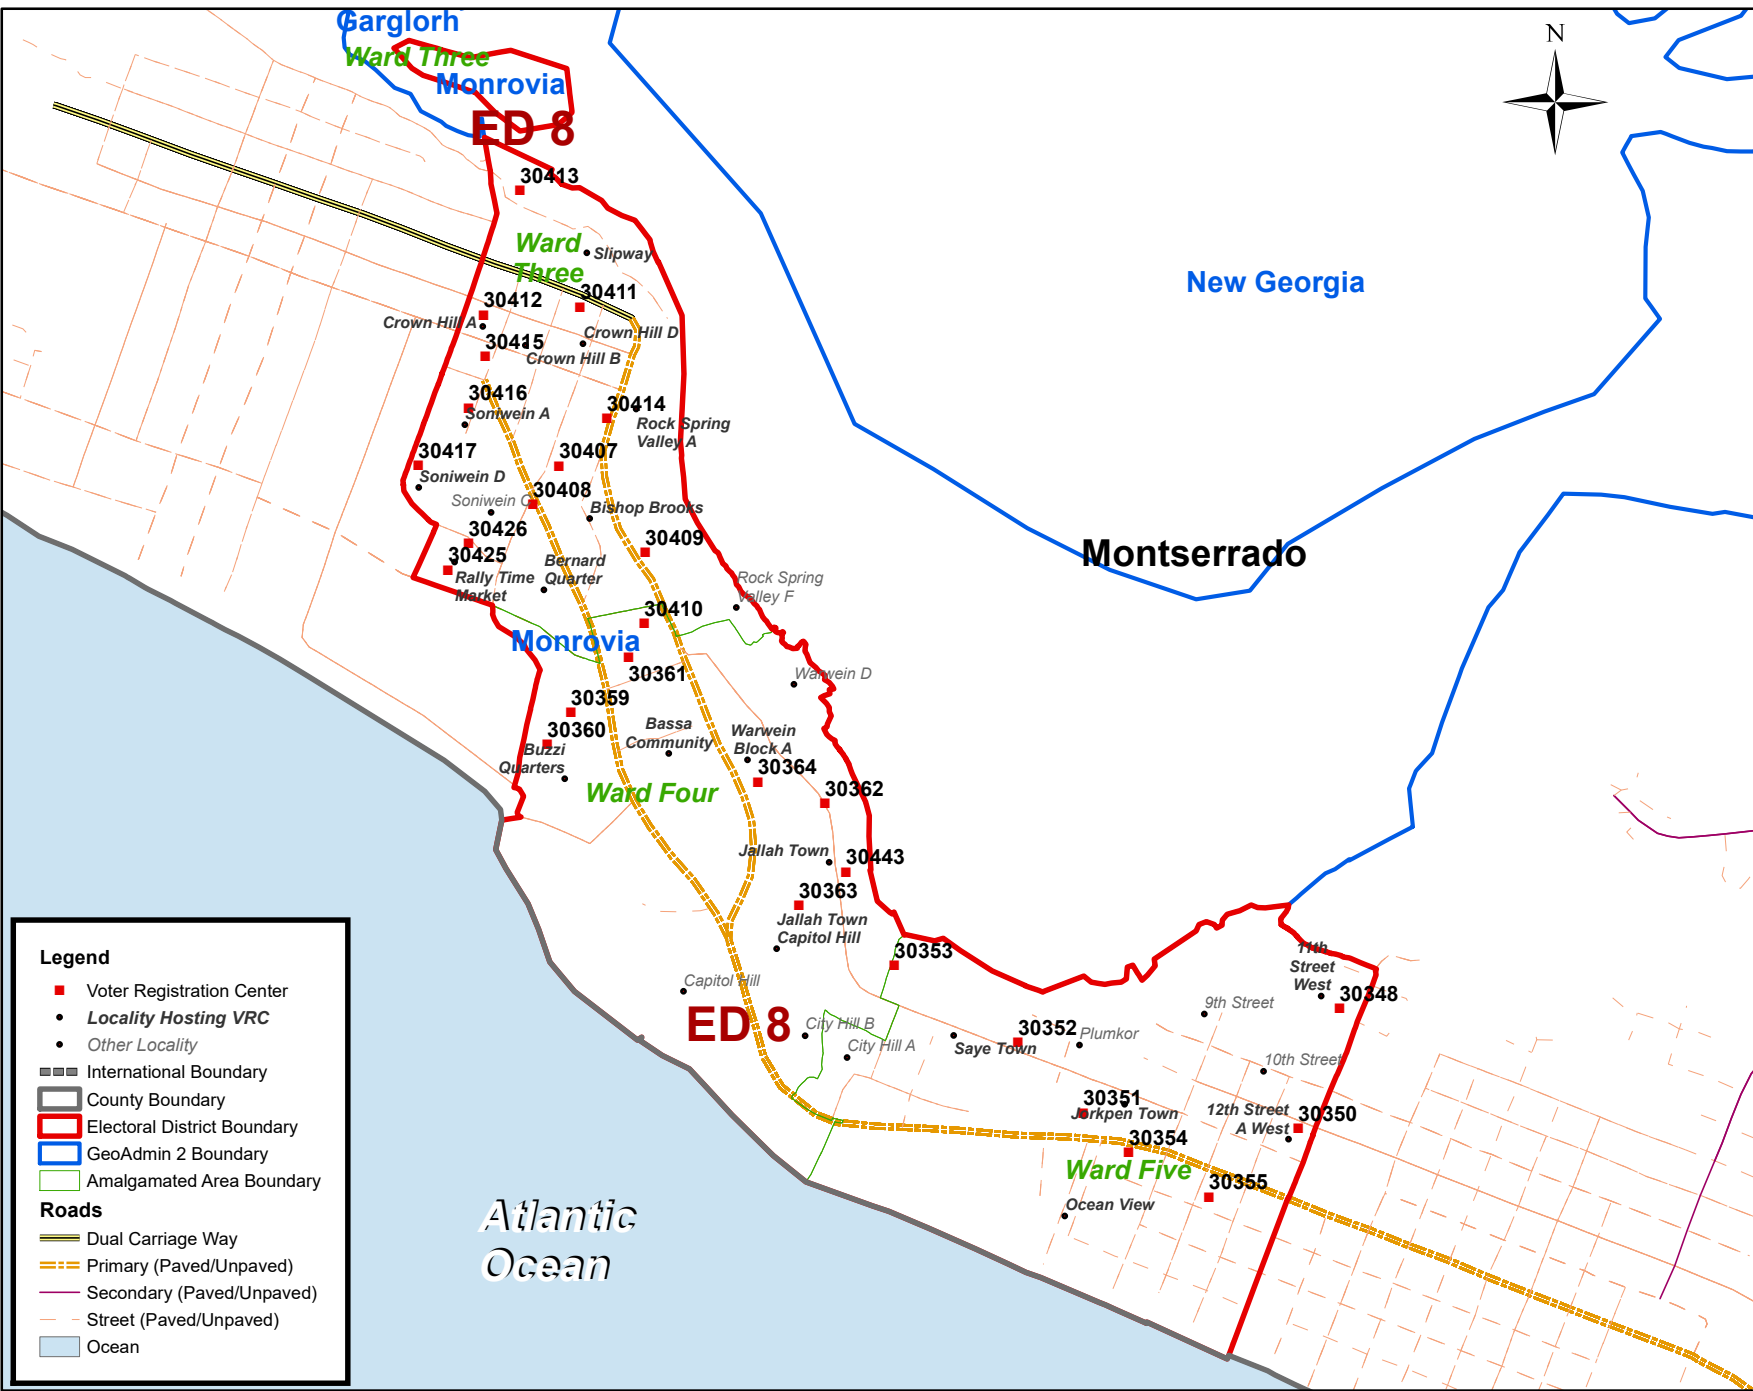 Garglorh
Ward Three
Monrovia
ED 8
N
30413
Ward
Three
Slipway
New Georgia
30412
30411
Crown Hill A
Crown Hill D
30415
Crown Hill B
30416
Soniwein A
30414
Rock Spring
Valley A
30417
30407
Soniwein D
30408
Soniwein C
Bishop Brooks
30426
30409
Montserrado
30425
Bernard
Quarter
Rally Time
Market
Rock Spring
Valley F
30410
Monrovia
30361
Warwein D
30359
30360
Bassa
Community
Warwein
Block A
Buzzi
Quarters
30364
Ward Four
30362
Jallah Town
30443
30363
Jallah Town
Capitol Hill
30353
11th
Street
West
Capitol Hill
30348
9th Street
ED 8
City Hill B
City Hill A
Saye Town
30352
Plumkor
10th Street
30351
Jorkpen Town
12th Street
A West
30350
30354
Ward Five
30355
Ocean View
Atlantic
Ocean
Legend
Voter Registration Center
Locality Hosting VRC
Other Locality
International Boundary
County Boundary
Electoral District Boundary
GeoAdmin 2 Boundary
Amalgamated Area Boundary
Roads
Dual Carriage Way
Primary (Paved/Unpaved)
Secondary (Paved/Unpaved)
Street (Paved/Unpaved)
Ocean